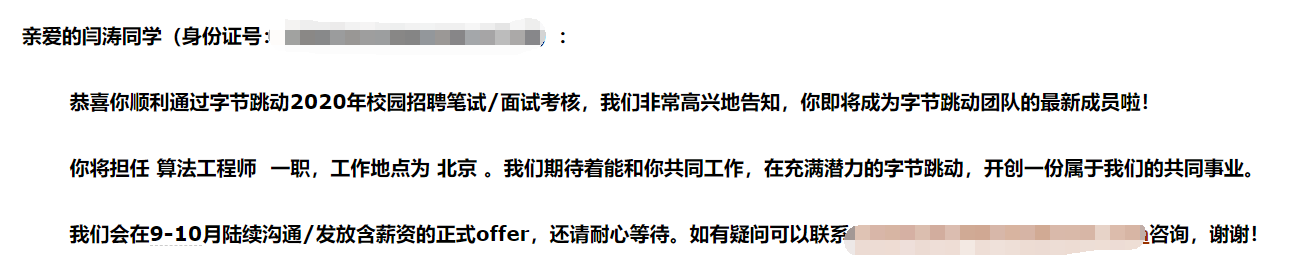 亲爱的闫涛同学（身份证号： ：
恭喜你顺利通过字节跳动2020年校园招聘笔试/面试考核，我们非常高兴地告知，你即将成为字节跳动团队的最新成员啦！
你将担任 算法工程师 一职，工作地点为 北京 。我们期待着能和你共同工作，在充满潜力的字节跳动，开创一份属于我们的共同事业。
我们会在9-10月陆续沟通/发放含薪资的正式offer，还请耐心等待。如有疑问可以联系 咨询，谢谢！